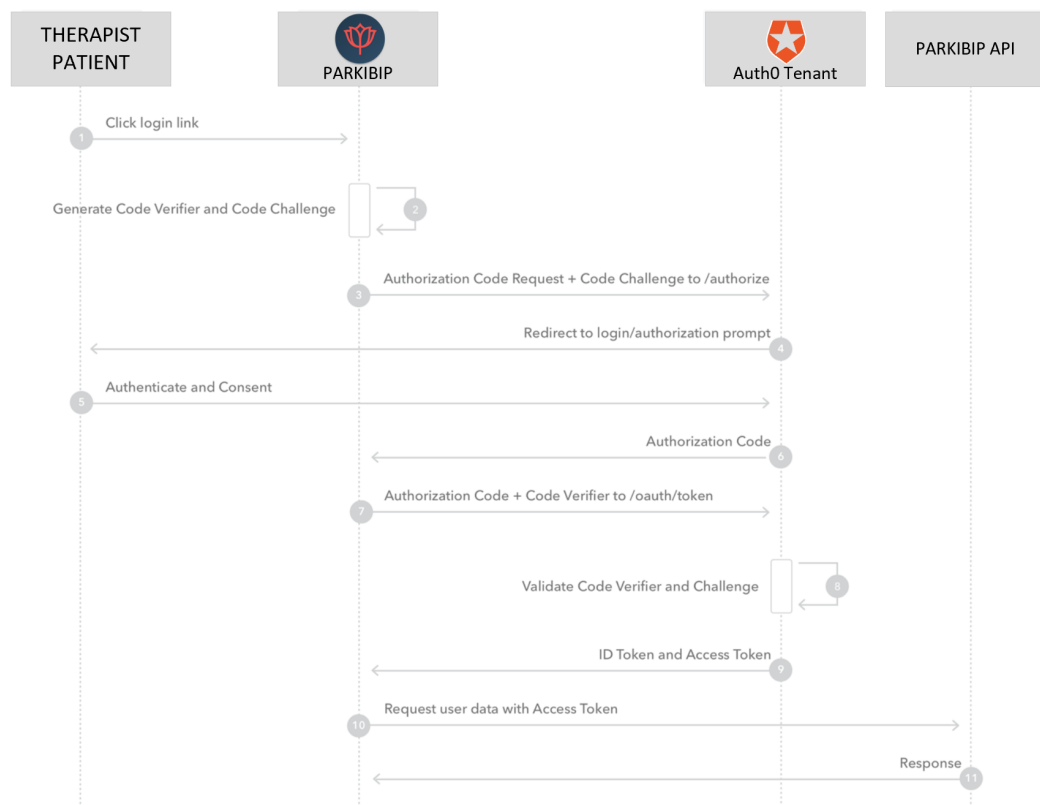 THERAPIST
PATIENT
PARKIBIP
Auth0 Tenant
PARKIBIP API
Click login link
1
Generate Code Verifier and Code Challenge
2
Authorization Code Request + Code Challenge to /authorize
3
Redirect to login/authorization prompt
4
Authenticate and Consent
5
Authorization Code
6
Authorization Code + Code Verifier to /oauth/token
7
Validate Code Verifier and Challenge
8
ID Token and Access Token
9
Request user data with Access Token
10
Response
11